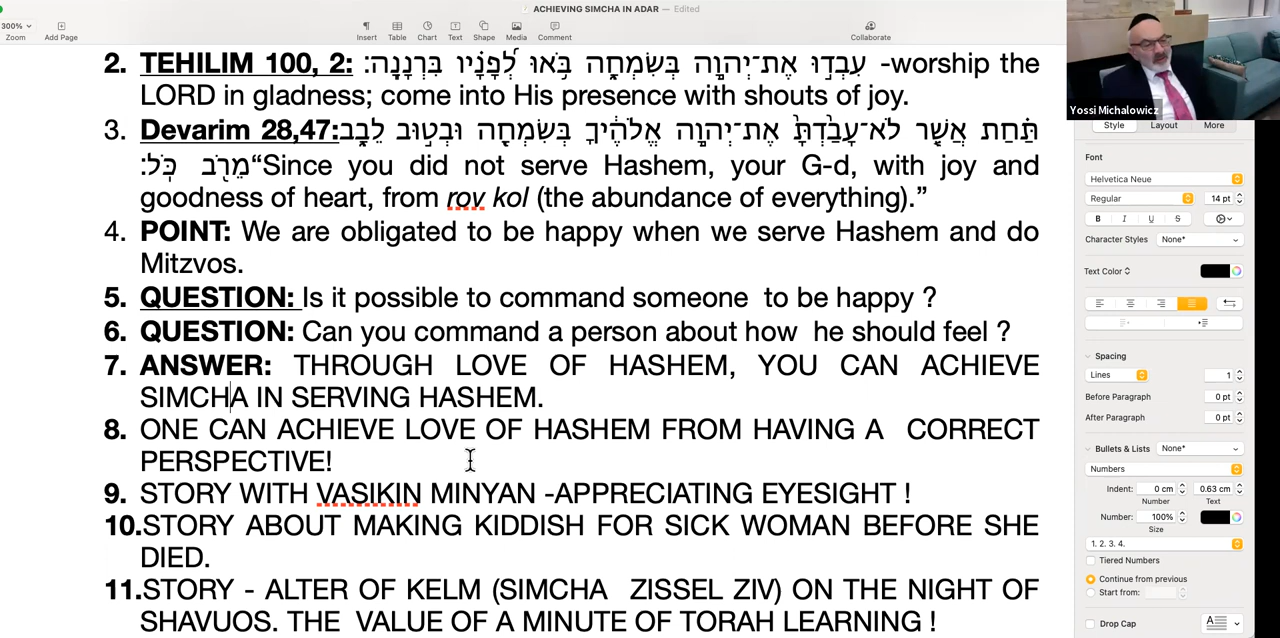 ACHIEVING SIMCHA IN ADAR — Edited
300%
Zoom
Add Page
Insert
Table
Chart
Text
Shape
Media
Comment
Collaborate
2. TEHILIM 100, 2: עִבְד֣וּ אֶת־יְהוָ֣ה בְּשִׂמְחָ֑ה בֹּ֥אוּ לְ֝פָנָ֗יו בִּרְנָנָֽה׃ -worship the
LORD in gladness; come into His presence with shouts of joy.
3. Devarim 28,47: תַּ֗חַת אֲשֶׁ֤ר לֹא־עָבַ֙דְתָּ֙ אֶת־יְהוָ֣ה אֱלֹהֶ֔יךָ בְּשִׂמְחָ֖ה וּבְט֣וּב לֵבָ֑ב
מֵרֹ֖ב כֹּֽל׃ “Since you did not serve Hashem, your G-d, with joy and
goodness of heart, from rov kol (the abundance of everything).”
4. POINT: We are obligated to be happy when we serve Hashem and do
Mitzvos.
5. QUESTION: Is it possible to command someone to be happy ?
6. QUESTION: Can you command a person about how he should feel ?
7. ANSWER: THROUGH LOVE OF HASHEM, YOU CAN ACHIEVE
SIMCHA IN SERVING HASHEM.
8. ONE CAN ACHIEVE LOVE OF HASHEM FROM HAVING A CORRECT
PERSPECTIVE!
9. STORY WITH VASIKIN MINYAN -APPRECIATING EYESIGHT !
10.STORY ABOUT MAKING KIDDISH FOR SICK WOMAN BEFORE SHE
DIED.
11.STORY - ALTER OF KELM (SIMCHA ZISSEL ZIV) ON THE NIGHT OF
SHAVUOS. THE VALUE OF A MINUTE OF TORAH LEARNING !
Yossi Michalowicz
Style Layout More
Font
Helvetica Neue
Regular 14 pt
B I U S
Character Styles None*
Text Color
Spacing
Lines 1
Before Paragraph 0 pt
After Paragraph 0 pt
Bullets & Lists None*
Numbers
Indent: 0 cm 0.63 cm
Number Text
Number: 100%
Size
1. 2. 3. 4.
Tiered Numbers
Continue from previous
Start from:
Drop Cap